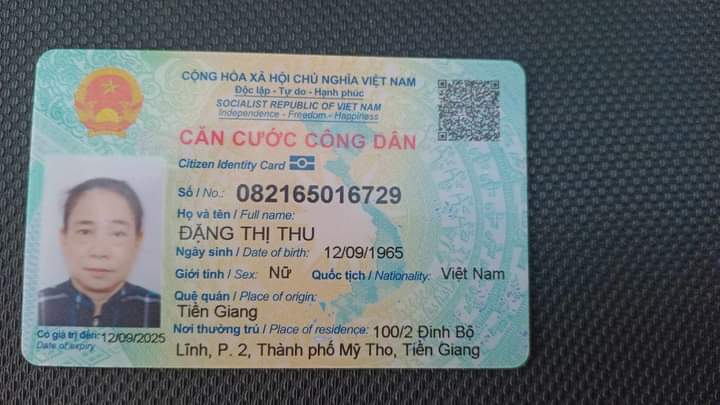 CỘNG HÒA XÃ HỘI CHỦ NGHĨA VIỆT NAM
Độc lập - Tự do - Hạnh phúc
SOCIALIST REPUBLIC OF VIET NAM
Independence - Freedom - Happiness
CĂN CƯỚC CÔNG DÂN
Citizen Identity Card
Số / No.: 082165016729
Họ và tên / Full name:
ĐẶNG THỊ THU
Ngày sinh / Date of birth: 12/09/1965
Giới tính / Sex: Nữ Quốc tịch / Nationality: Việt Nam
Quê quán / Place of origin:
Tiền Giang
Nơi thường trú / Place of residence: 100/2 Đinh Bộ
Lĩnh, P. 2, Thành phố Mỹ Tho, Tiền Giang
Có giá trị đến: 12/09/2025
Date of expiry